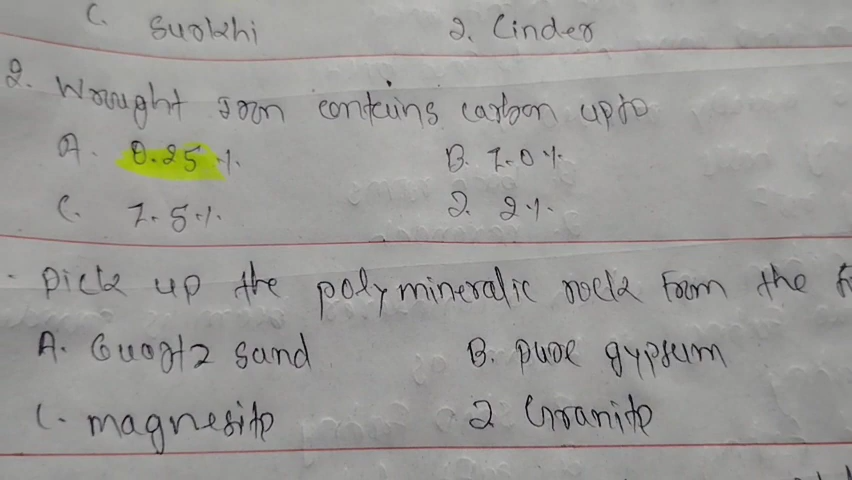 C. Surkhi D. Cinder
2. Wrought Iron contains carbon upto
A. 0.25 %. B. 1.0 %.
C. 1.5 %. D. 2 %.
. Pick up the polymineralic rock from the
A. Quartz sand B. pure gypsum
C. magnesite D Granite